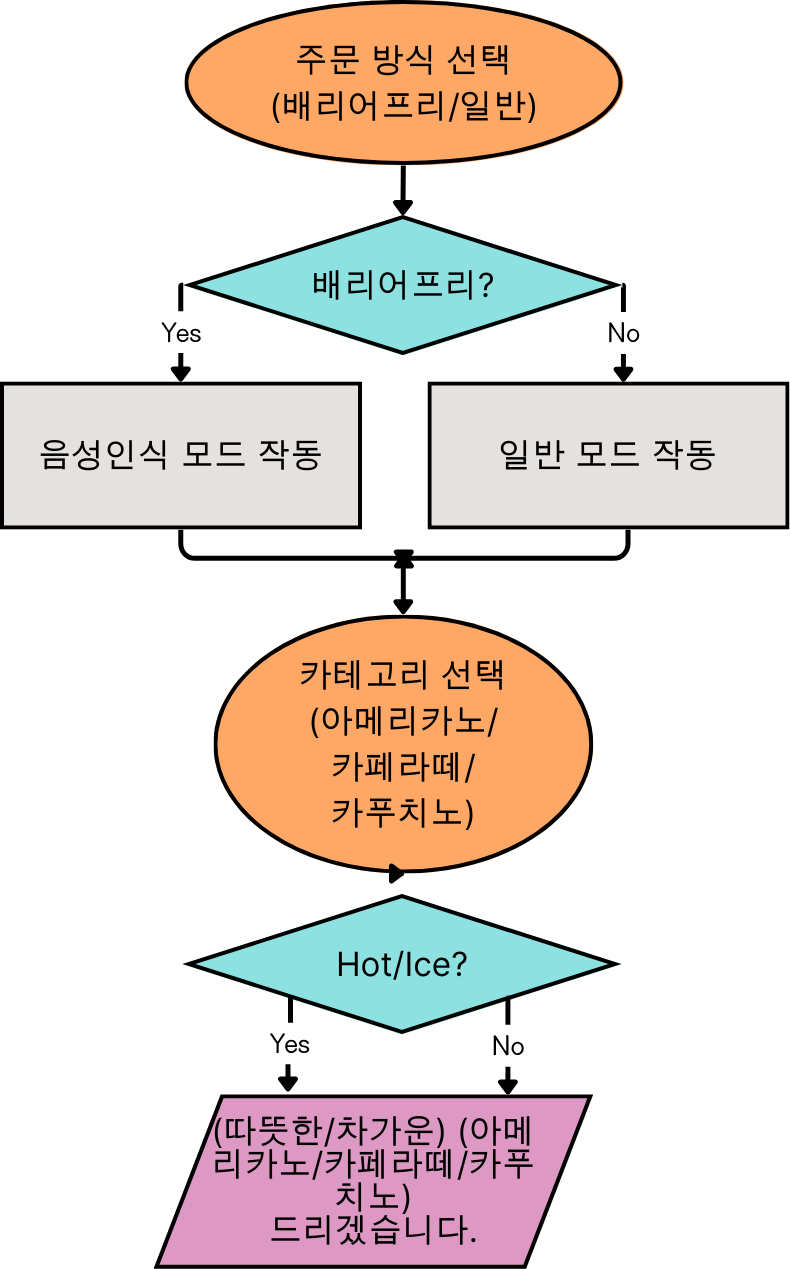 주문 방식 선택
(배리어프리/일반)
배리어프리?
Yes
No
음성인식 모드 작동
일반 모드 작동
카테고리 선택
(아메리카노/
카페라떼/
카푸치노)
Hot/Ice?
Yes
No
(따뜻한/차가운) (아메
리카노/카페라떼/카푸
치노)
드리겠습니다.